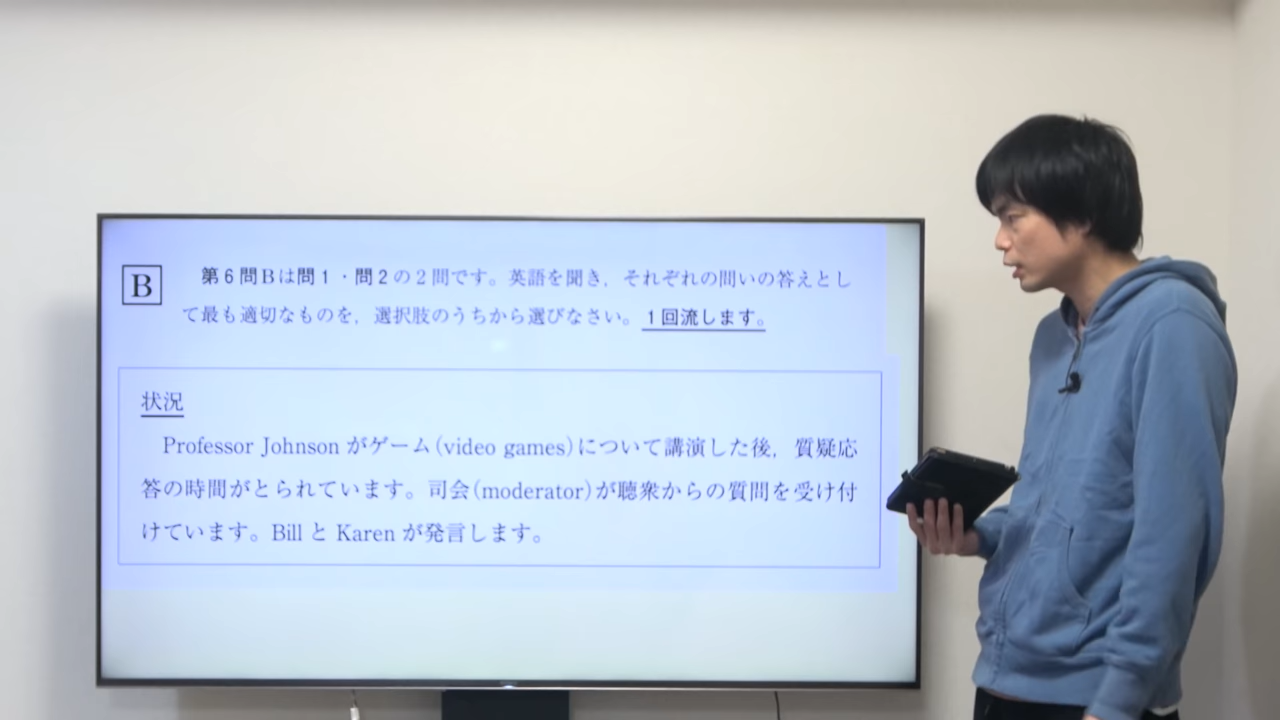 B
第6問Bは問1・問2の2問です。英語を聞き，それぞれの問いの答えとし
て最も適切なものを，選択肢のうちから選びなさい。1回流します。
状況
Professor Johnson がゲーム(video games)について講演した後，質疑応
答の時間がとられています。司会(moderator)が聴衆からの質問を受け付
けています。Bill と Karen が発言します。